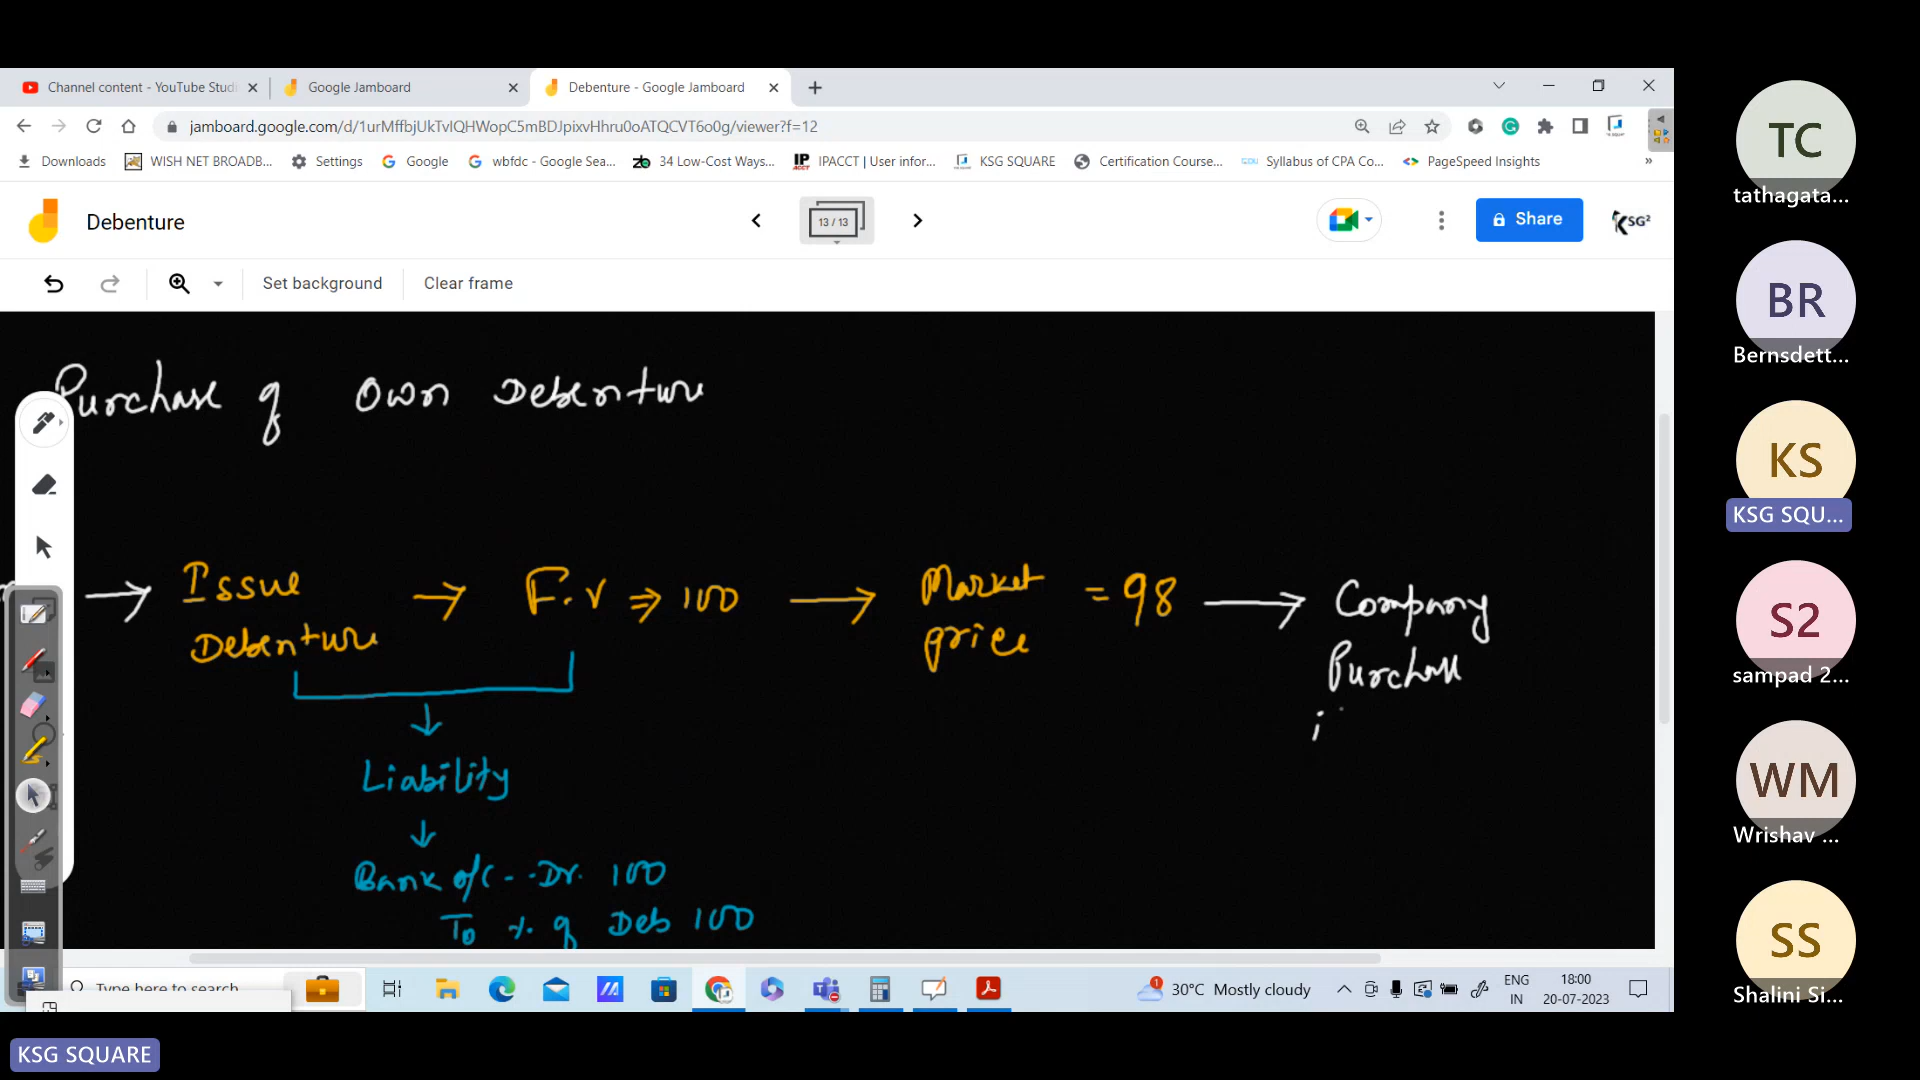 Channel content - YouTube Studi
Google Jamboard
Debenture - Google Jamboard
jamboard.google.com/d/1urMffbjUkTvIQHWopC5mBDJpixvHhru0oATQCVT6o0g/viewer?f=12
Downloads
WISH NET BROADB...
Settings
Google
wbfdc - Google Sea...
34 Low-Cost Ways...
IPACCT | User infor...
KSG SQUARE
Certification Course...
Syllabus of CPA Co...
PageSpeed Insights
»
Debenture
13 / 13
Share
KSG²
Set background
Clear frame
Purchase of Own Debenture
→ Issue Debenture → F.V ⇒ 100 → Market price = 98 → Company Purchase
↓
Liability
↓
Bank a/c - - Dr. 100
To %. of Deb 100
Type here to search
30°C Mostly cloudy
ENG
IN
18:00
20-07-2023
TC
tathagata...
BR
Bernsdett...
KS
KSG SQU...
S2
sampad 2...
WM
Wrishav ...
SS
Shalini Si...
KSG SQUARE